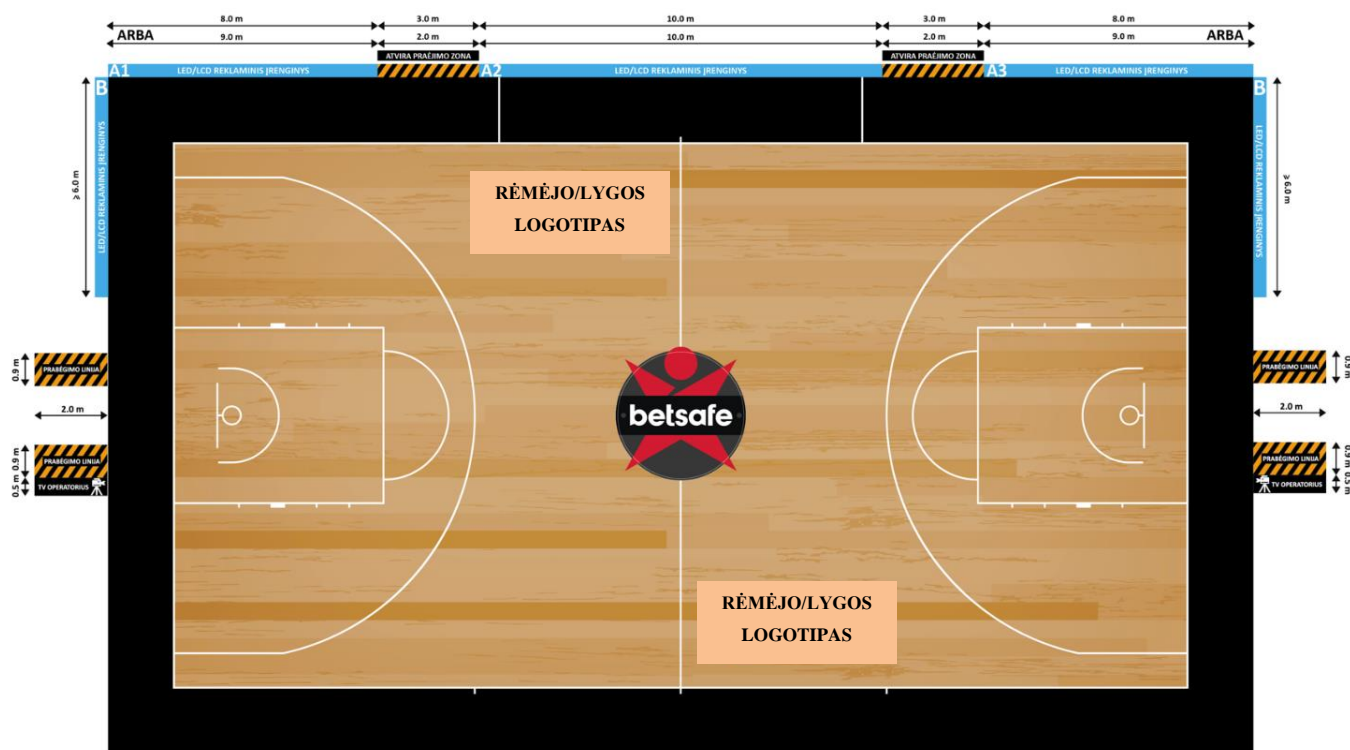 8.0 m 3.0 m 10.0 m 3.0 m 8.0 m
ARBA 9.0 m 2.0 m 10.0 m 2.0 m 9.0 m ARBA
ATVIRA PRAĖJIMO ZONA ATVIRA PRAĖJIMO ZONA
A1 LED/LCD REKLAMINIS ĮRENGINYS A2 LED/LCD REKLAMINIS ĮRENGINYS A3 LED/LCD REKLAMINIS ĮRENGINYS
B B
LED/LCD REKLAMINIS ĮRENGINYS
LED/LCD REKLAMINIS ĮRENGINYS
≥ 6.0 m
≥ 6.0 m
RĖMĖJO/LYGOS
LOGOTIPAS
0.9 m PRABĖGIMO LINIJA
PRABĖGIMO LINIJA 0.9 m
2.0 m
2.0 m
betsafe
0.9 m PRABĖGIMO LINIJA
PRABĖGIMO LINIJA 0.9 m
0.5 m TV OPERATORIUS
TV OPERATORIUS 0.5 m
RĖMĖJO/LYGOS
LOGOTIPAS